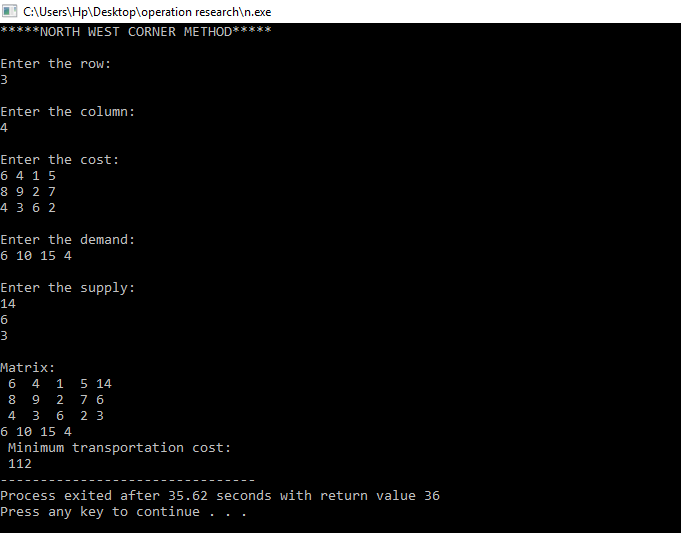 C:\Users\Hp\Desktop\operation research\n.exe
*****NORTH WEST CORNER METHOD*****
Enter the row:
3
Enter the column:
4
Enter the cost:
6 4 1 5
8 9 2 7
4 3 6 2
Enter the demand:
6 10 15 4
Enter the supply:
14
6
3
Matrix:
6 4 1 5 14
8 9 2 7 6
4 3 6 2 3
6 10 15 4
Minimum transportation cost:
112
--------------------------------
Process exited after 35.62 seconds with return value 36
Press any key to continue . . .